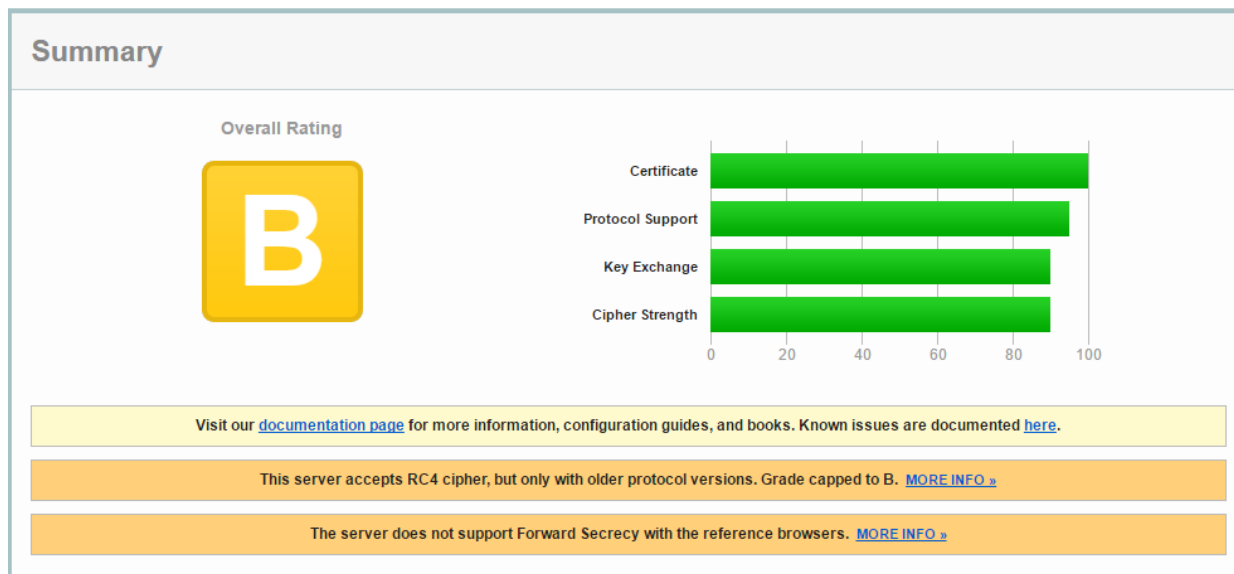 Summary
Overall Rating
B
Certificate
Protocol Support
Key Exchange
Cipher Strength
0 20 40 60 80 100
Visit our documentation page for more information, configuration guides, and books. Known issues are documented here.
This server accepts RC4 cipher, but only with older protocol versions. Grade capped to B. MORE INFO »
The server does not support Forward Secrecy with the reference browsers. MORE INFO »